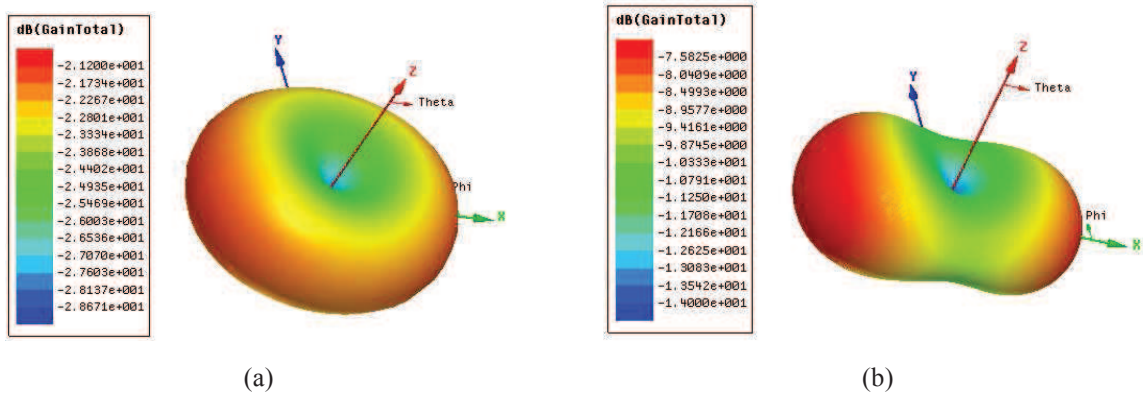 dB(GainTotal)
-2.1200e+001
-2.1734e+001
-2.2267e+001
-2.2801e+001
-2.3334e+001
-2.3868e+001
-2.4402e+001
-2.4935e+001
-2.5469e+001
-2.6003e+001
-2.6536e+001
-2.7070e+001
-2.7603e+001
-2.8137e+001
-2.8671e+001
Y
Z
Theta
Phi
X
(a)
dB(GainTotal)
-7.5825e+000
-8.0409e+000
-8.4993e+000
-8.9577e+000
-9.4161e+000
-9.8745e+000
-1.0333e+001
-1.0791e+001
-1.1250e+001
-1.1708e+001
-1.2166e+001
-1.2625e+001
-1.3083e+001
-1.3542e+001
-1.4000e+001
Y
Z
Theta
Phi
X
(b)